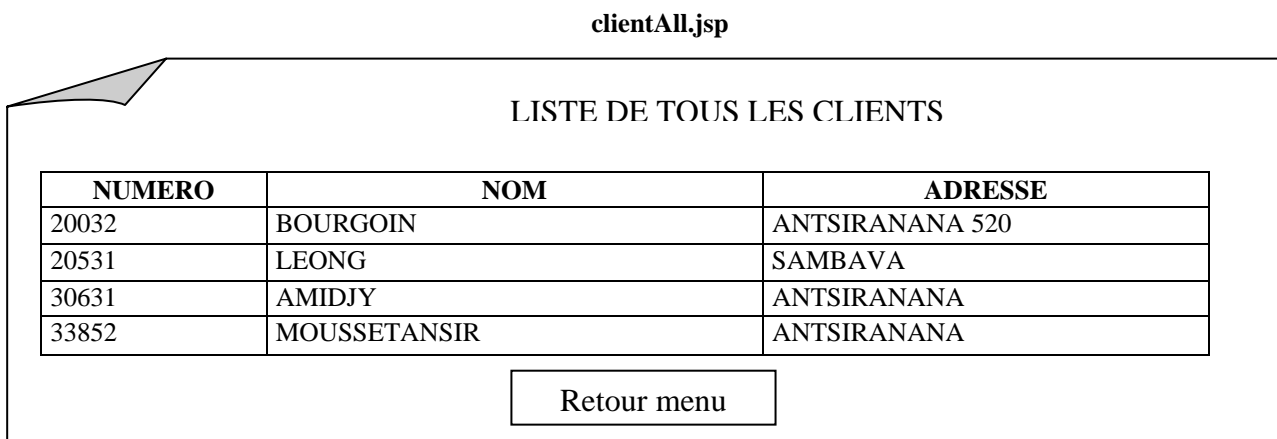 clientAll.jsp
LISTE DE TOUS LES CLIENTS
NUMERO NOM ADRESSE
20032 BOURGOIN ANTSIRANANA 520
20531 LEONG SAMBAVA
30631 AMIDJY ANTSIRANANA
33852 MOUSSETANSIR ANTSIRANANA
Retour menu